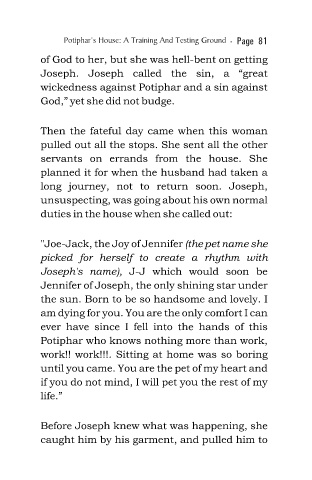 Potiphar's House: A Training And Testing Ground . Page 81
of God to her, but she was hell-bent on getting
Joseph. Joseph called the sin, a “great
wickedness against Potiphar and a sin against
God,” yet she did not budge.
Then the fateful day came when this woman
pulled out all the stops. She sent all the other
servants on errands from the house. She
planned it for when the husband had taken a
long journey, not to return soon. Joseph,
unsuspecting, was going about his own normal
duties in the house when she called out:
"Joe-Jack, the Joy of Jennifer (the pet name she
picked for herself to create a rhythm with
Joseph's name), J-J which would soon be
Jennifer of Joseph, the only shining star under
the sun. Born to be so handsome and lovely. I
am dying for you. You are the only comfort I can
ever have since I fell into the hands of this
Potiphar who knows nothing more than work,
work!! work!!!. Sitting at home was so boring
until you came. You are the pet of my heart and
if you do not mind, I will pet you the rest of my
life.”
Before Joseph knew what was happening, she
caught him by his garment, and pulled him to